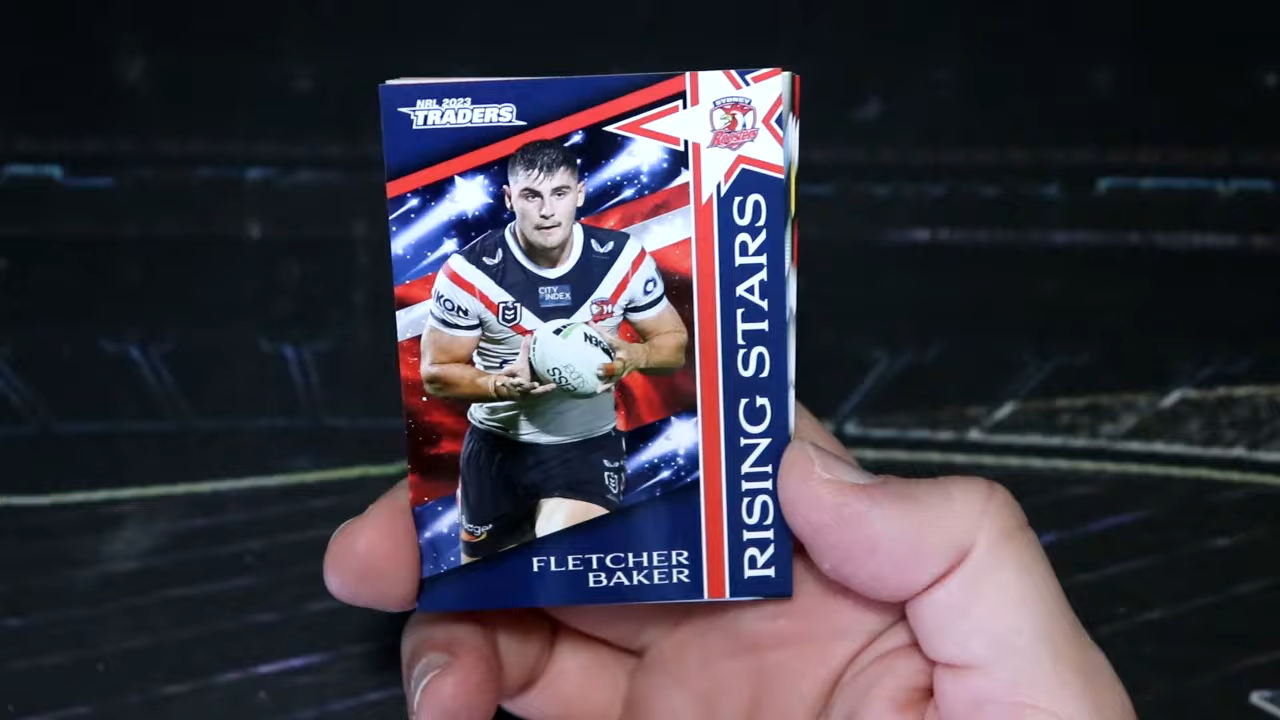 NRL 2023
TRADERS
SYDNEY
Roosters
RISING STARS
IKON
CITY
INDEX
FLETCHER
BAKER